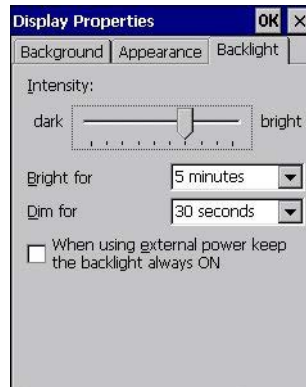 Display Properties OK ×
Background Appearance Backlight
Intensity:
dark bright
Bright for 5 minutes
Dim for 30 seconds
When using external power keep
the backlight always ON